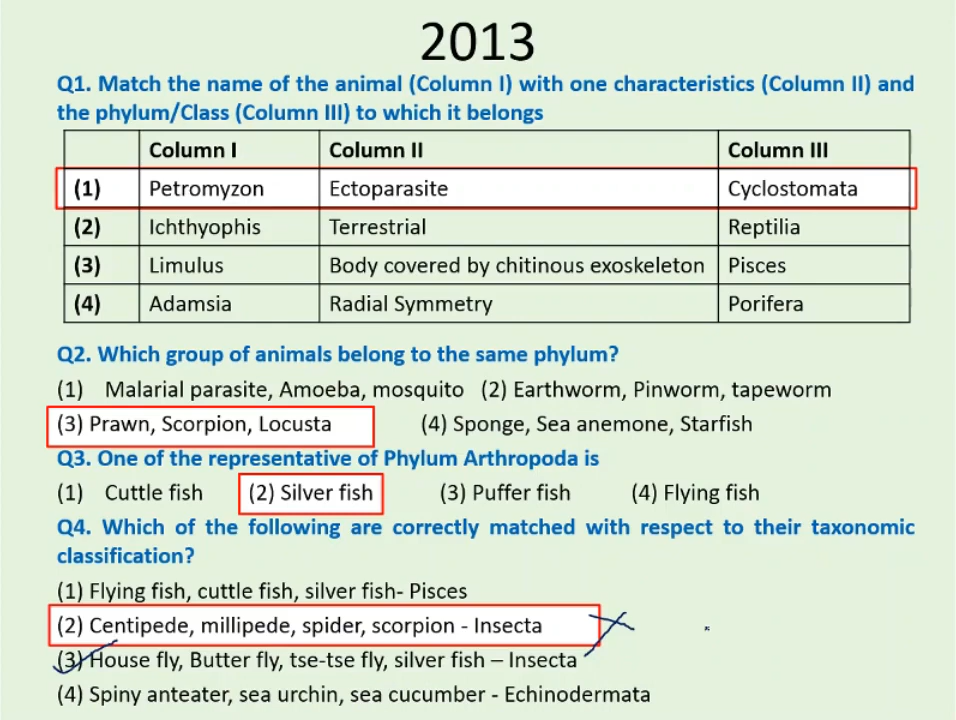 2013
Q1. Match the name of the animal (Column I) with one characteristics (Column II) and
the phylum/Class (Column III) to which it belongs
Column I Column II Column III
(1) Petromyzon Ectoparasite Cyclostomata
(2) Ichthyophis Terrestrial Reptilia
(3) Limulus Body covered by chitinous exoskeleton Pisces
(4) Adamsia Radial Symmetry Porifera
Q2. Which group of animals belong to the same phylum?
(1) Malarial parasite, Amoeba, mosquito (2) Earthworm, Pinworm, tapeworm
(3) Prawn, Scorpion, Locusta (4) Sponge, Sea anemone, Starfish
Q3. One of the representative of Phylum Arthropoda is
(1) Cuttle fish (2) Silver fish (3) Puffer fish (4) Flying fish
Q4. Which of the following are correctly matched with respect to their taxonomic
classification?
(1) Flying fish, cuttle fish, silver fish- Pisces
(2) Centipede, millipede, spider, scorpion - Insecta
(3) House fly, Butter fly, tse-tse fly, silver fish – Insecta
(4) Spiny anteater, sea urchin, sea cucumber - Echinodermata